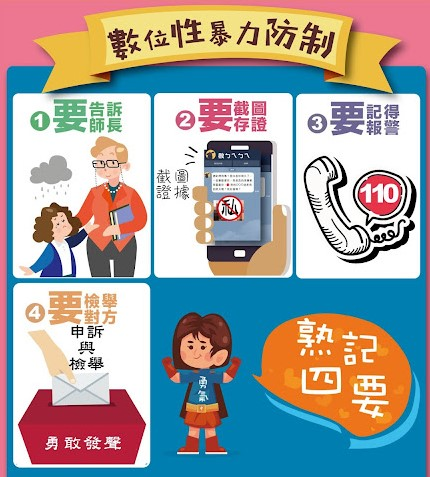 數位性暴力防制
1 要 告訴師長
2 要 截圖存證
3 要 記得報警
截圖
證據
私
110
4 要 檢舉對方
申訴
與
檢舉
勇敢發聲
勇氣
熟記
四要